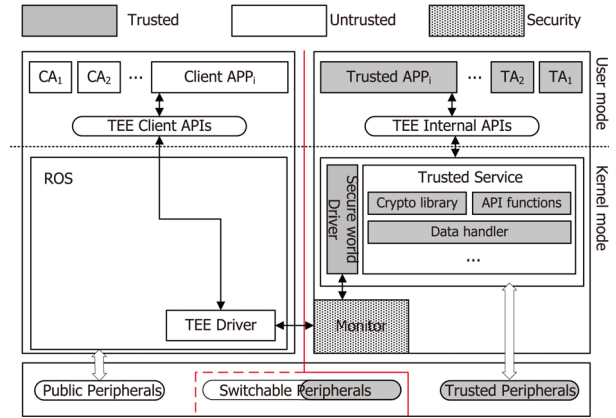 Trusted
Untrusted
Security
CA1
CA2
...
Client APPi
Trusted APPi
...
TA2
TA1
TEE Client APIs
TEE Internal APIs
User mode
ROS
Secure world
Driver
Trusted Service
Crypto library
API functions
Data handler
...
Kernel mode
TEE Driver
Monitor
Public Peripherals
Switchable Peripherals
Trusted Peripherals